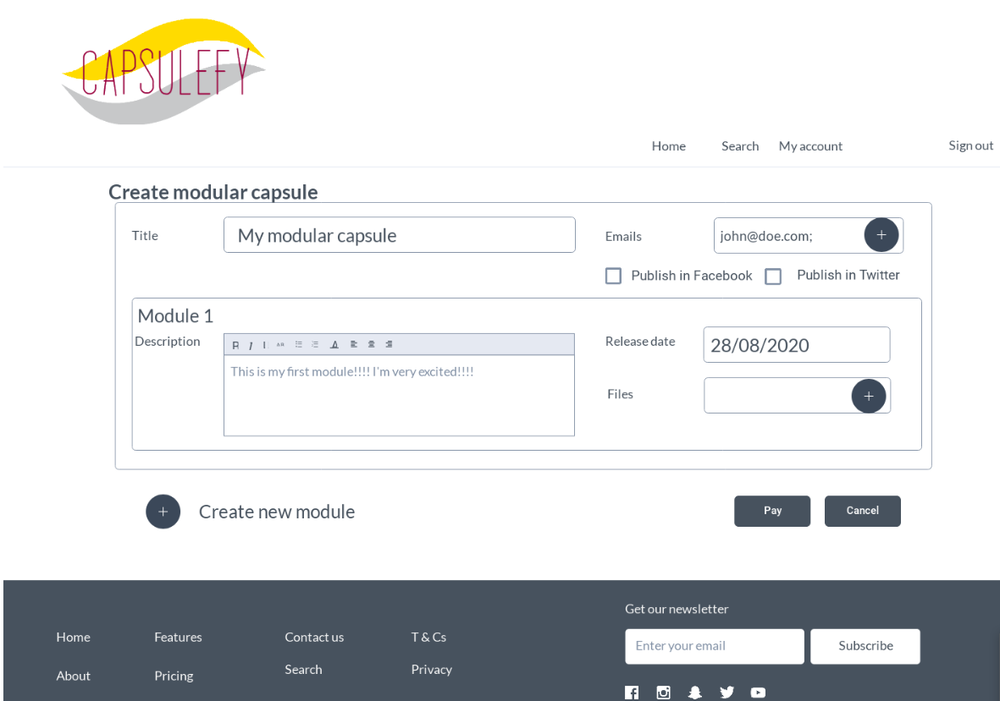 CAPSULEFY
Home Search My account Sign out
Create modular capsule
Title My modular capsule Emails john@doe.com;
Publish in Facebook Publish in Twitter
Module 1
Description Release date 28/08/2020
This is my first module!!!! I'm very excited!!!!
Files
Create new module Pay Cancel
Get our newsletter
Home Features Contact us T & Cs
Enter your email Subscribe
About Pricing Search Privacy